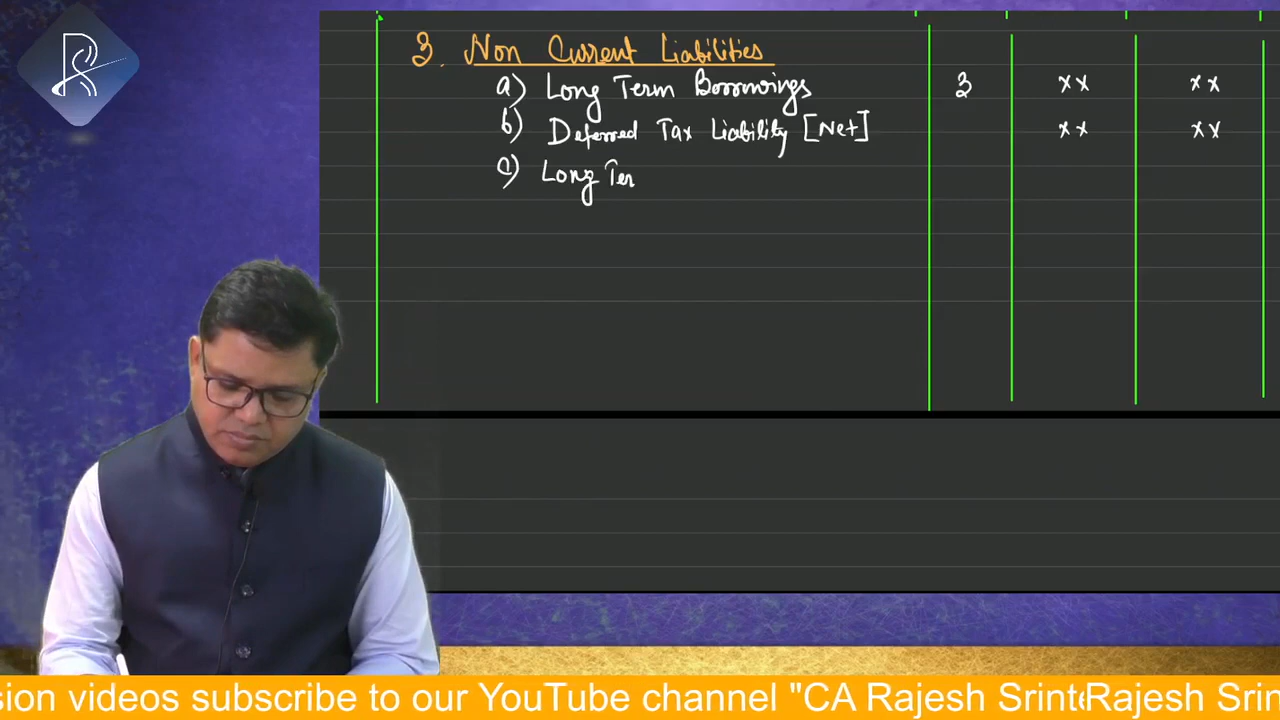 RS
3. Non Current Liabilities
a) Long Term Borrowings 3 xx xx
b) Deferred Tax Liability [Net] xx xx
c) Long Ter
sion videos subscribe to our YouTube channel "CA Rajesh Srint Rajesh Srin